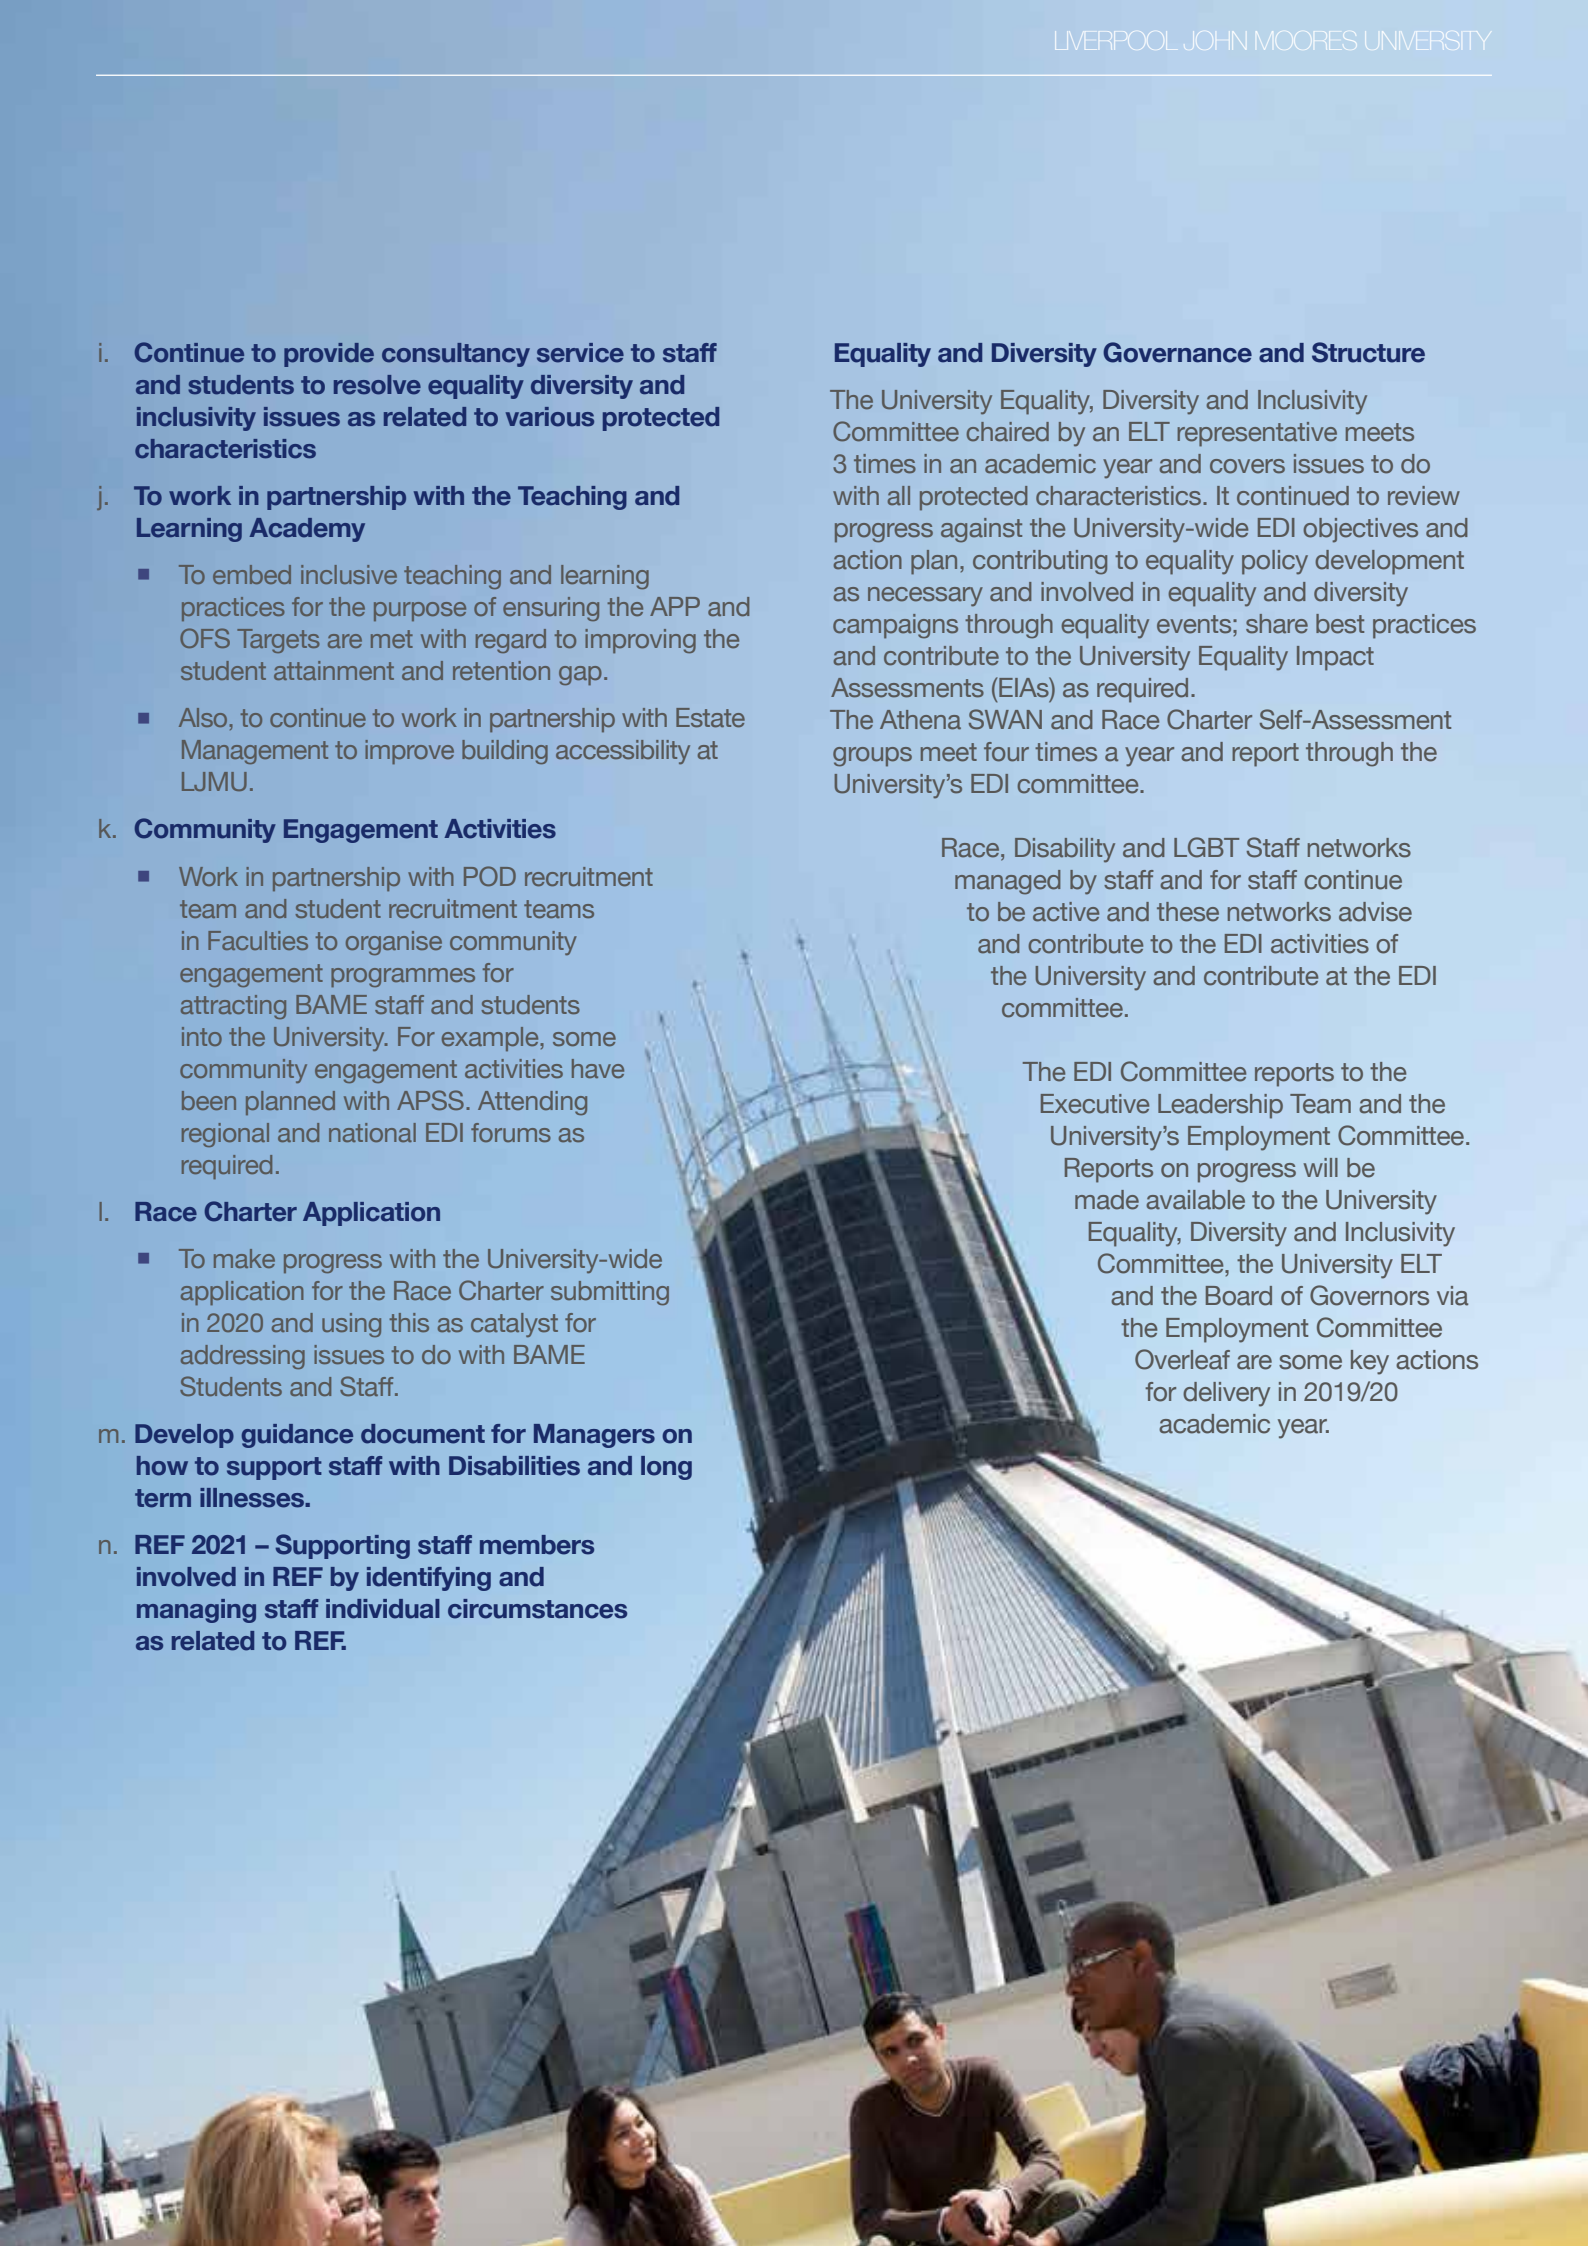 LIVERPOOL JOHN MOORES UNIVERSITY
i. Continue to provide consultancy service to staff
and students to resolve equality diversity and
inclusivity issues as related to various protected
characteristics
j. To work in partnership with the Teaching and
Learning Academy
▪ To embed inclusive teaching and learning
practices for the purpose of ensuring the APP and
OFS Targets are met with regard to improving the
student attainment and retention gap.
▪ Also, to continue to work in partnership with Estate
Management to improve building accessibility at
LJMU.
k. Community Engagement Activities
▪ Work in partnership with POD recruitment
team and student recruitment teams
in Faculties to organise community
engagement programmes for
attracting BAME staff and students
into the University. For example, some
community engagement activities have
been planned with APSS. Attending
regional and national EDI forums as
required.
l. Race Charter Application
▪ To make progress with the University-wide
application for the Race Charter submitting
in 2020 and using this as catalyst for
addressing issues to do with BAME
Students and Staff.
m. Develop guidance document for Managers on
how to support staff with Disabilities and long
term illnesses.
n. REF 2021 – Supporting staff members
involved in REF by identifying and
managing staff individual circumstances
as related to REF.
Equality and Diversity Governance and Structure
The University Equality, Diversity and Inclusivity
Committee chaired by an ELT representative meets
3 times in an academic year and covers issues to do
with all protected characteristics. It continued to review
progress against the University-wide EDI objectives and
action plan, contributing to equality policy development
as necessary and involved in equality and diversity
campaigns through equality events; share best practices
and contribute to the University Equality Impact
Assessments (EIAs) as required.
The Athena SWAN and Race Charter Self-Assessment
groups meet four times a year and report through the
University's EDI committee.
Race, Disability and LGBT Staff networks
managed by staff and for staff continue
to be active and these networks advise
and contribute to the EDI activities of
the University and contribute at the EDI
committee.
The EDI Committee reports to the
Executive Leadership Team and the
University's Employment Committee.
Reports on progress will be
made available to the University
Equality, Diversity and Inclusivity
Committee, the University ELT
and the Board of Governors via
the Employment Committee
Overleaf are some key actions
for delivery in 2019/20
academic year.